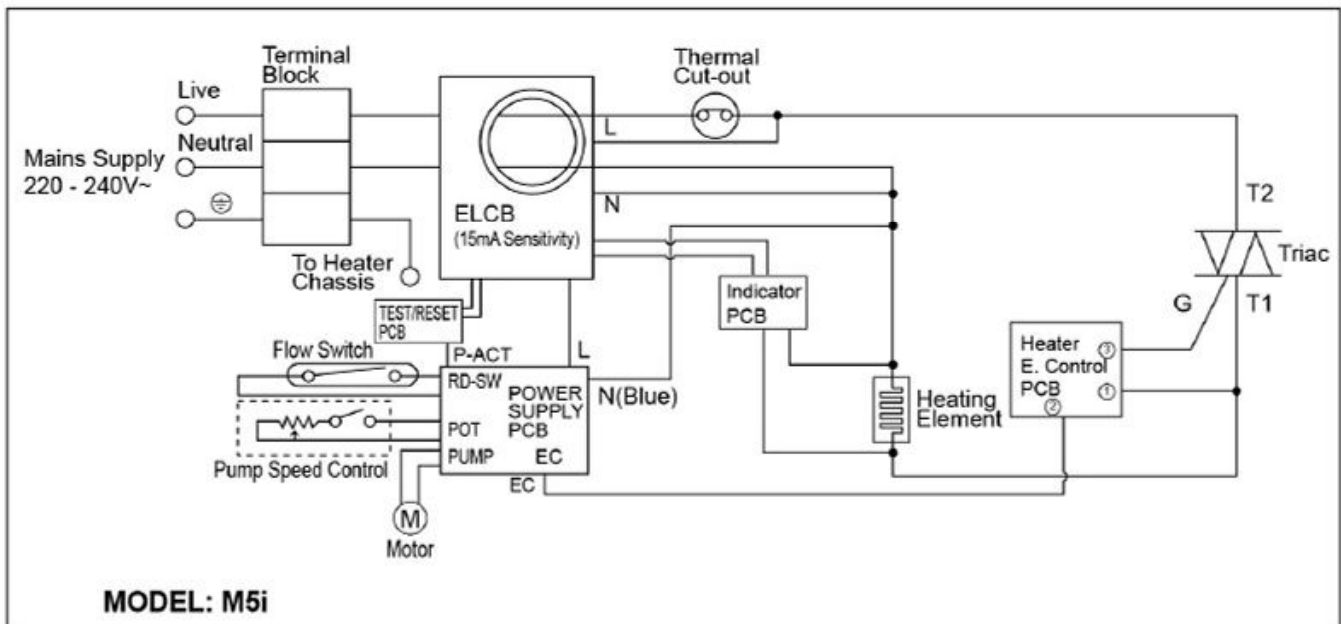 Terminal
Block
Live
Neutral
Mains Supply
220 - 240V~
To Heater
Chassis
ELCB
(15mA Sensitivity)
L
N
Thermal
Cut-out
T2
Triac
G
T1
Indicator
PCB
Heater
E. Control
PCB
3
1
2
Heating
Element
TEST/RESET
PCB
Flow Switch
P-ACT
L
RD-SW
POWER
SUPPLY
PCB
N(Blue)
POT
PUMP
EC
EC
Pump Speed Control
M
Motor
MODEL: M5i